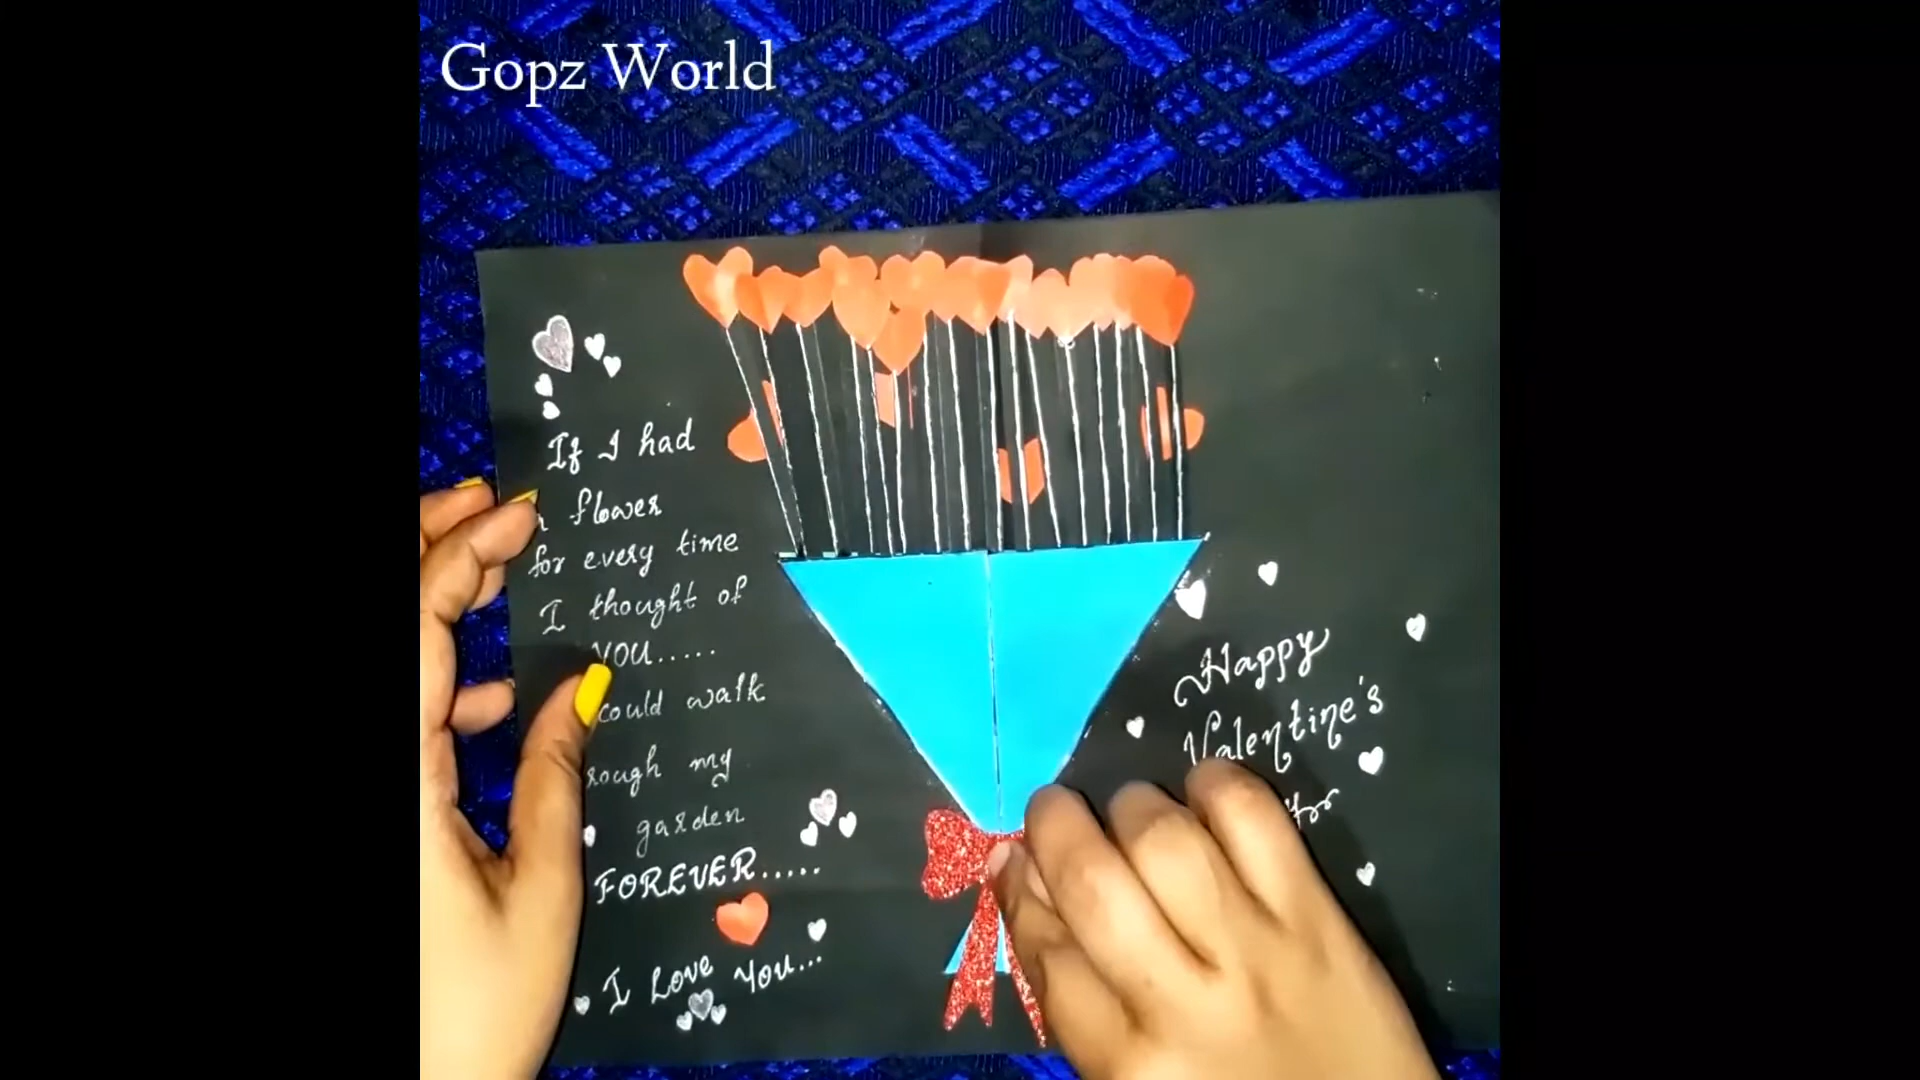 Gopz World
If I had
flower
for every time
I thought of
YOU.....
could walk
my
garden
FOREVER.....
I Love You...
Happy
Valentine's